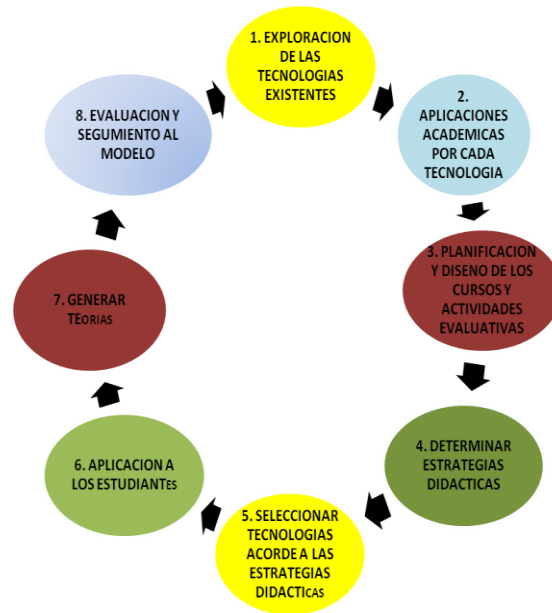 1. EXPLORACION
DE LAS
TECNOLOGIAS
EXISTENTES
2.
APLICACIONES
ACADEMICAS
POR CADA
TECNOLOGIA
3. PLANIFICACION
Y DISENO DE LOS
CURSOS Y
ACTIVIDADES
EVALUATIVAS
4. DETERMINAR
ESTRATEGIAS
DIDACTICAS
5. SELECCIONAR
TECNOLOGIAS
ACORDE A LAS
ESTRATEGIAS
DIDACTICAS
6. APLICACION A
LOS ESTUDIANTES
7. GENERAR
TEORIAS
8. EVALUACION Y
SEGUMIENTO AL
MODELO